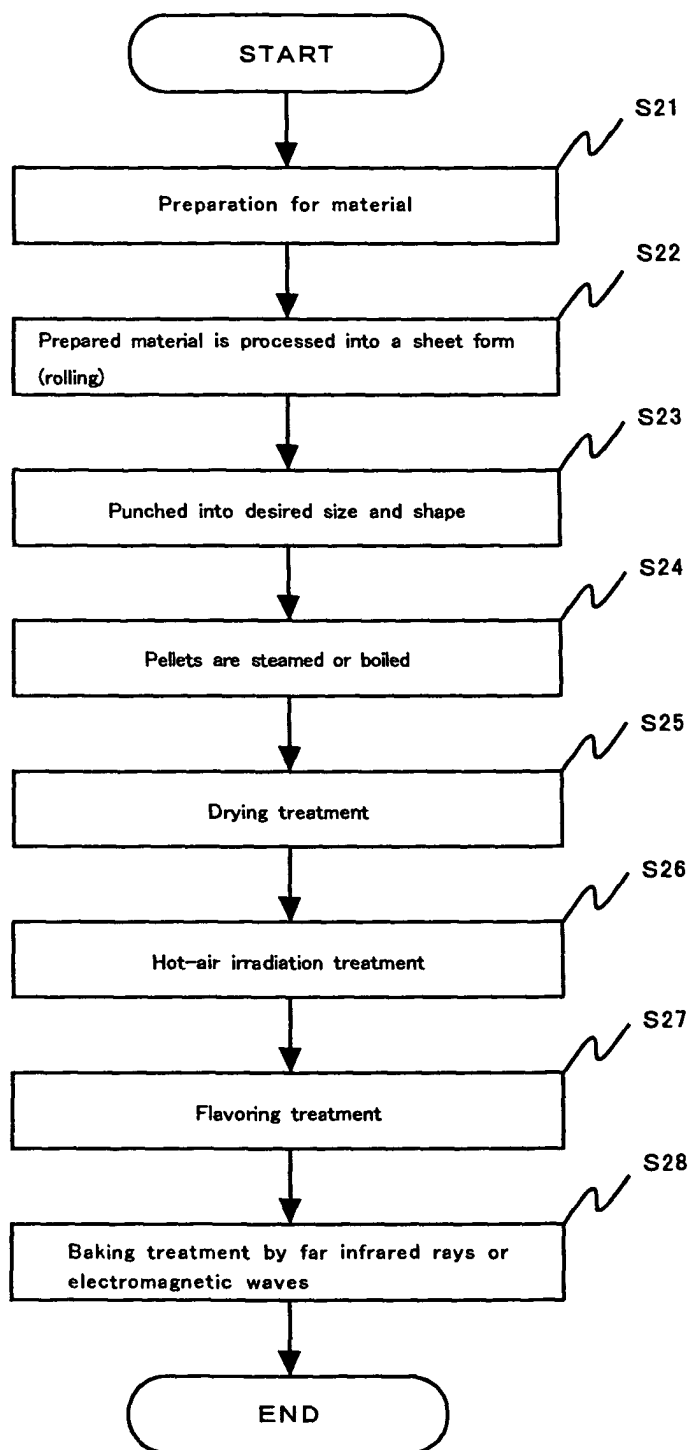 START
S21
Preparation for material
S22
Prepared material is processed into a sheet form
(rolling)
S23
Punched into desired size and shape
S24
Pellets are steamed or boiled
S25
Drying treatment
S26
Hot-air irradiation treatment
S27
Flavoring treatment
S28
Baking treatment by far infrared rays or
electromagnetic waves
END